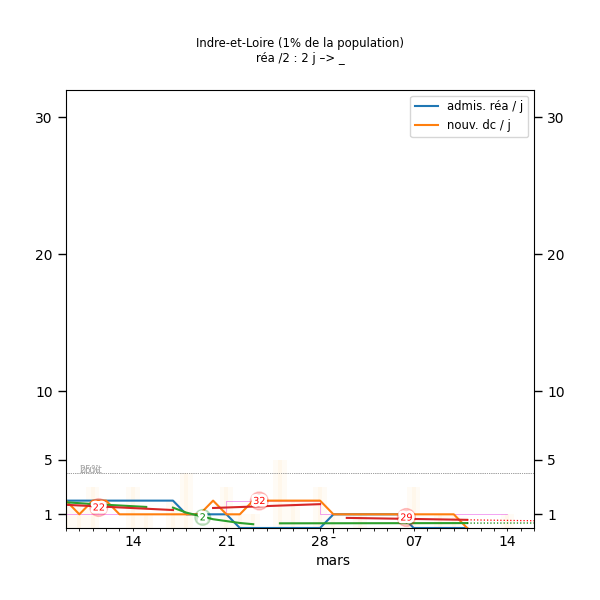 Indre-et-Loire (1% de la population)
réa /2 : 2 j –> _
admis. réa / j
nouv. dc / j
30 30
20 20
10 10
5 5
1 1
22
2
32
29
14 21 28 07 14
mars